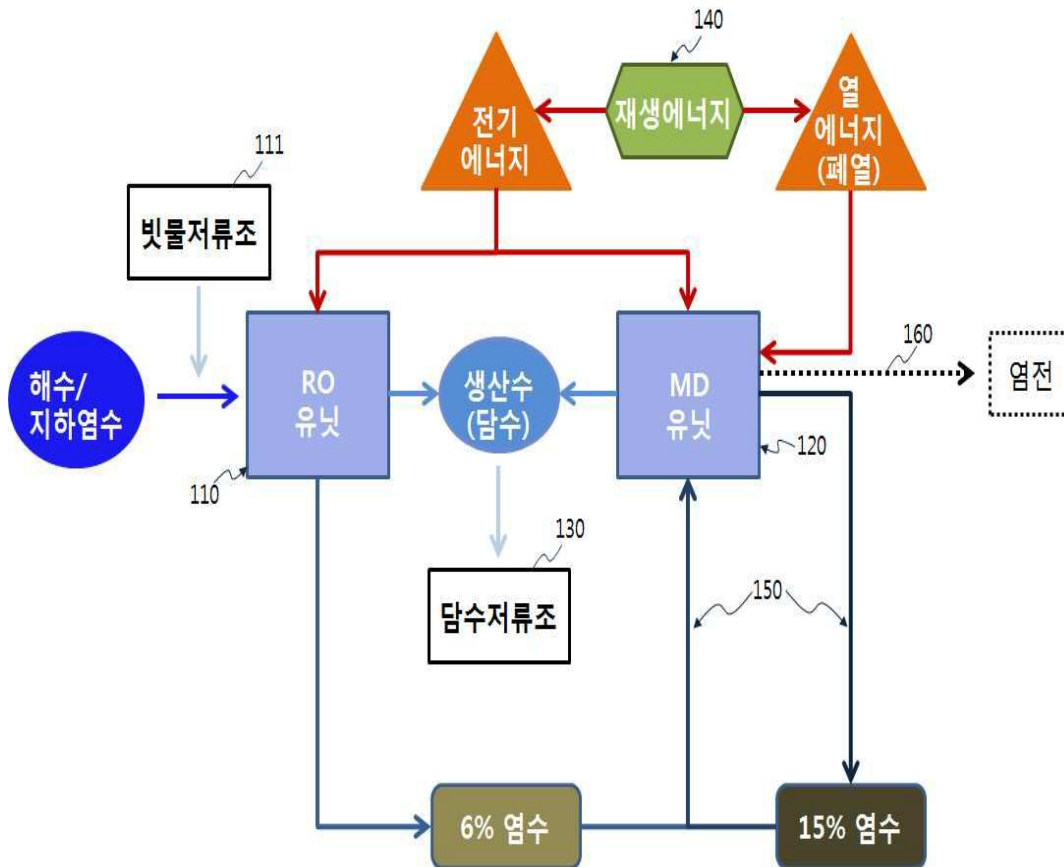 140
전기
에너지
재생에너지
열
에너지
(폐열)
111
빗물저류조
해수/
지하염수
RO
유닛
110
생산수
(담수)
MD
유닛
120
160
염전
130
담수저류조
150
6% 염수
15% 염수